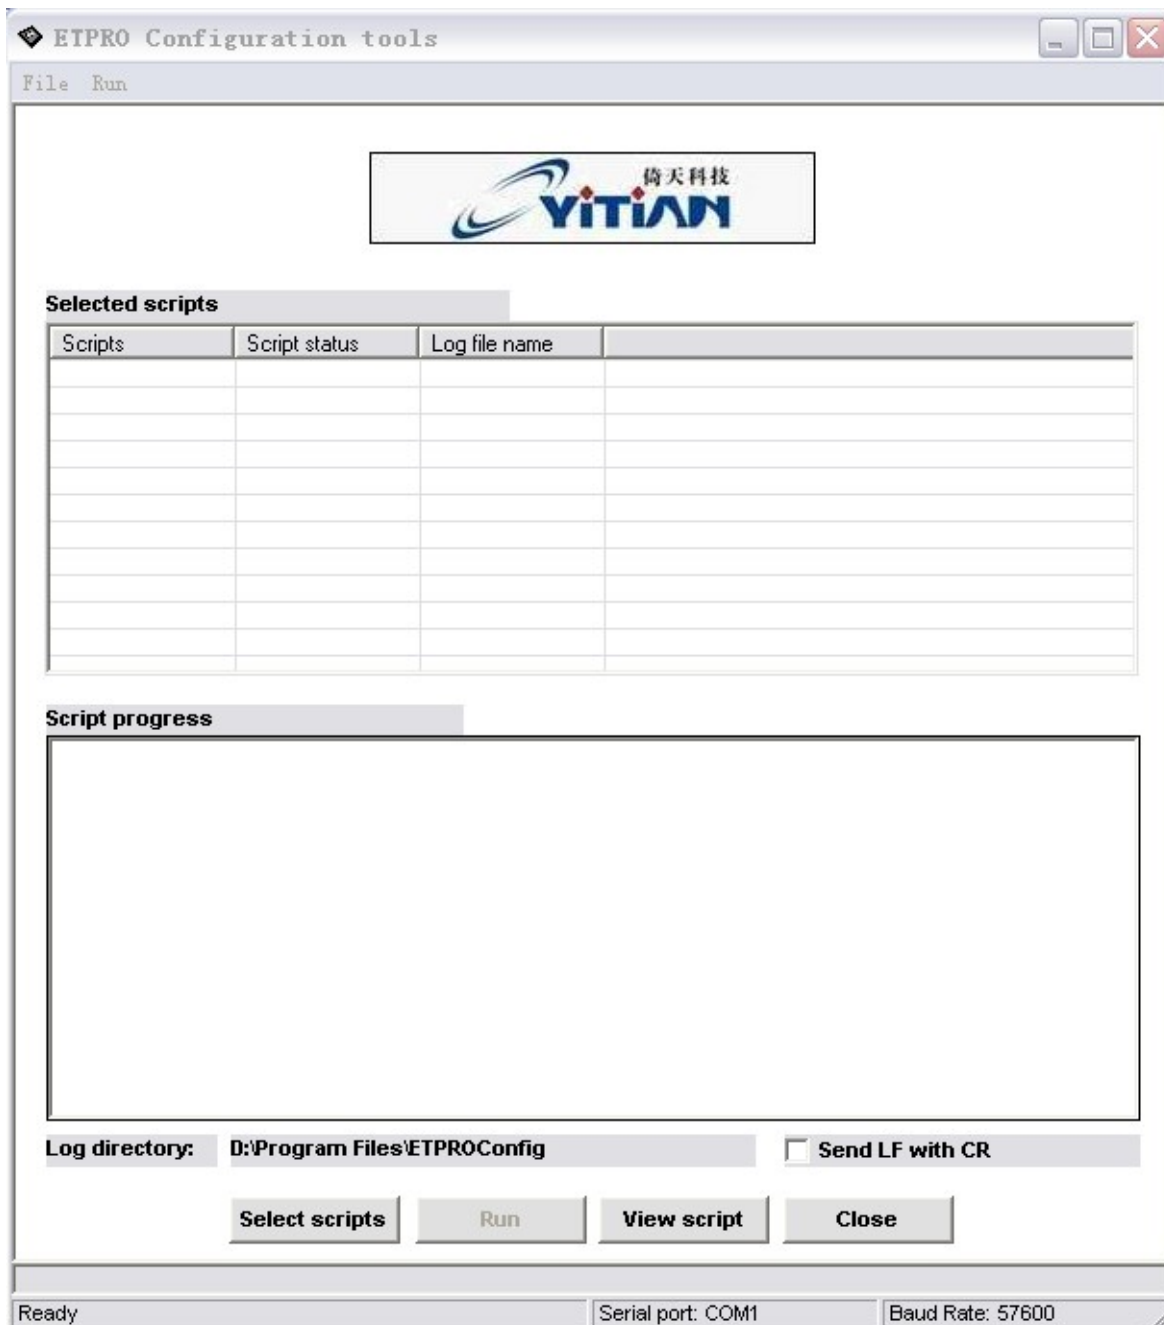 ETPRO Configuration tools
File Run
倚天科技
YiTiAN
Selected scripts
Scripts Script status Log file name
Script progress
Log directory: D:\Program Files\ETPROConfig Send LF with CR
Select scripts Run View script Close
Ready Serial port: COM1 Baud Rate: 57600